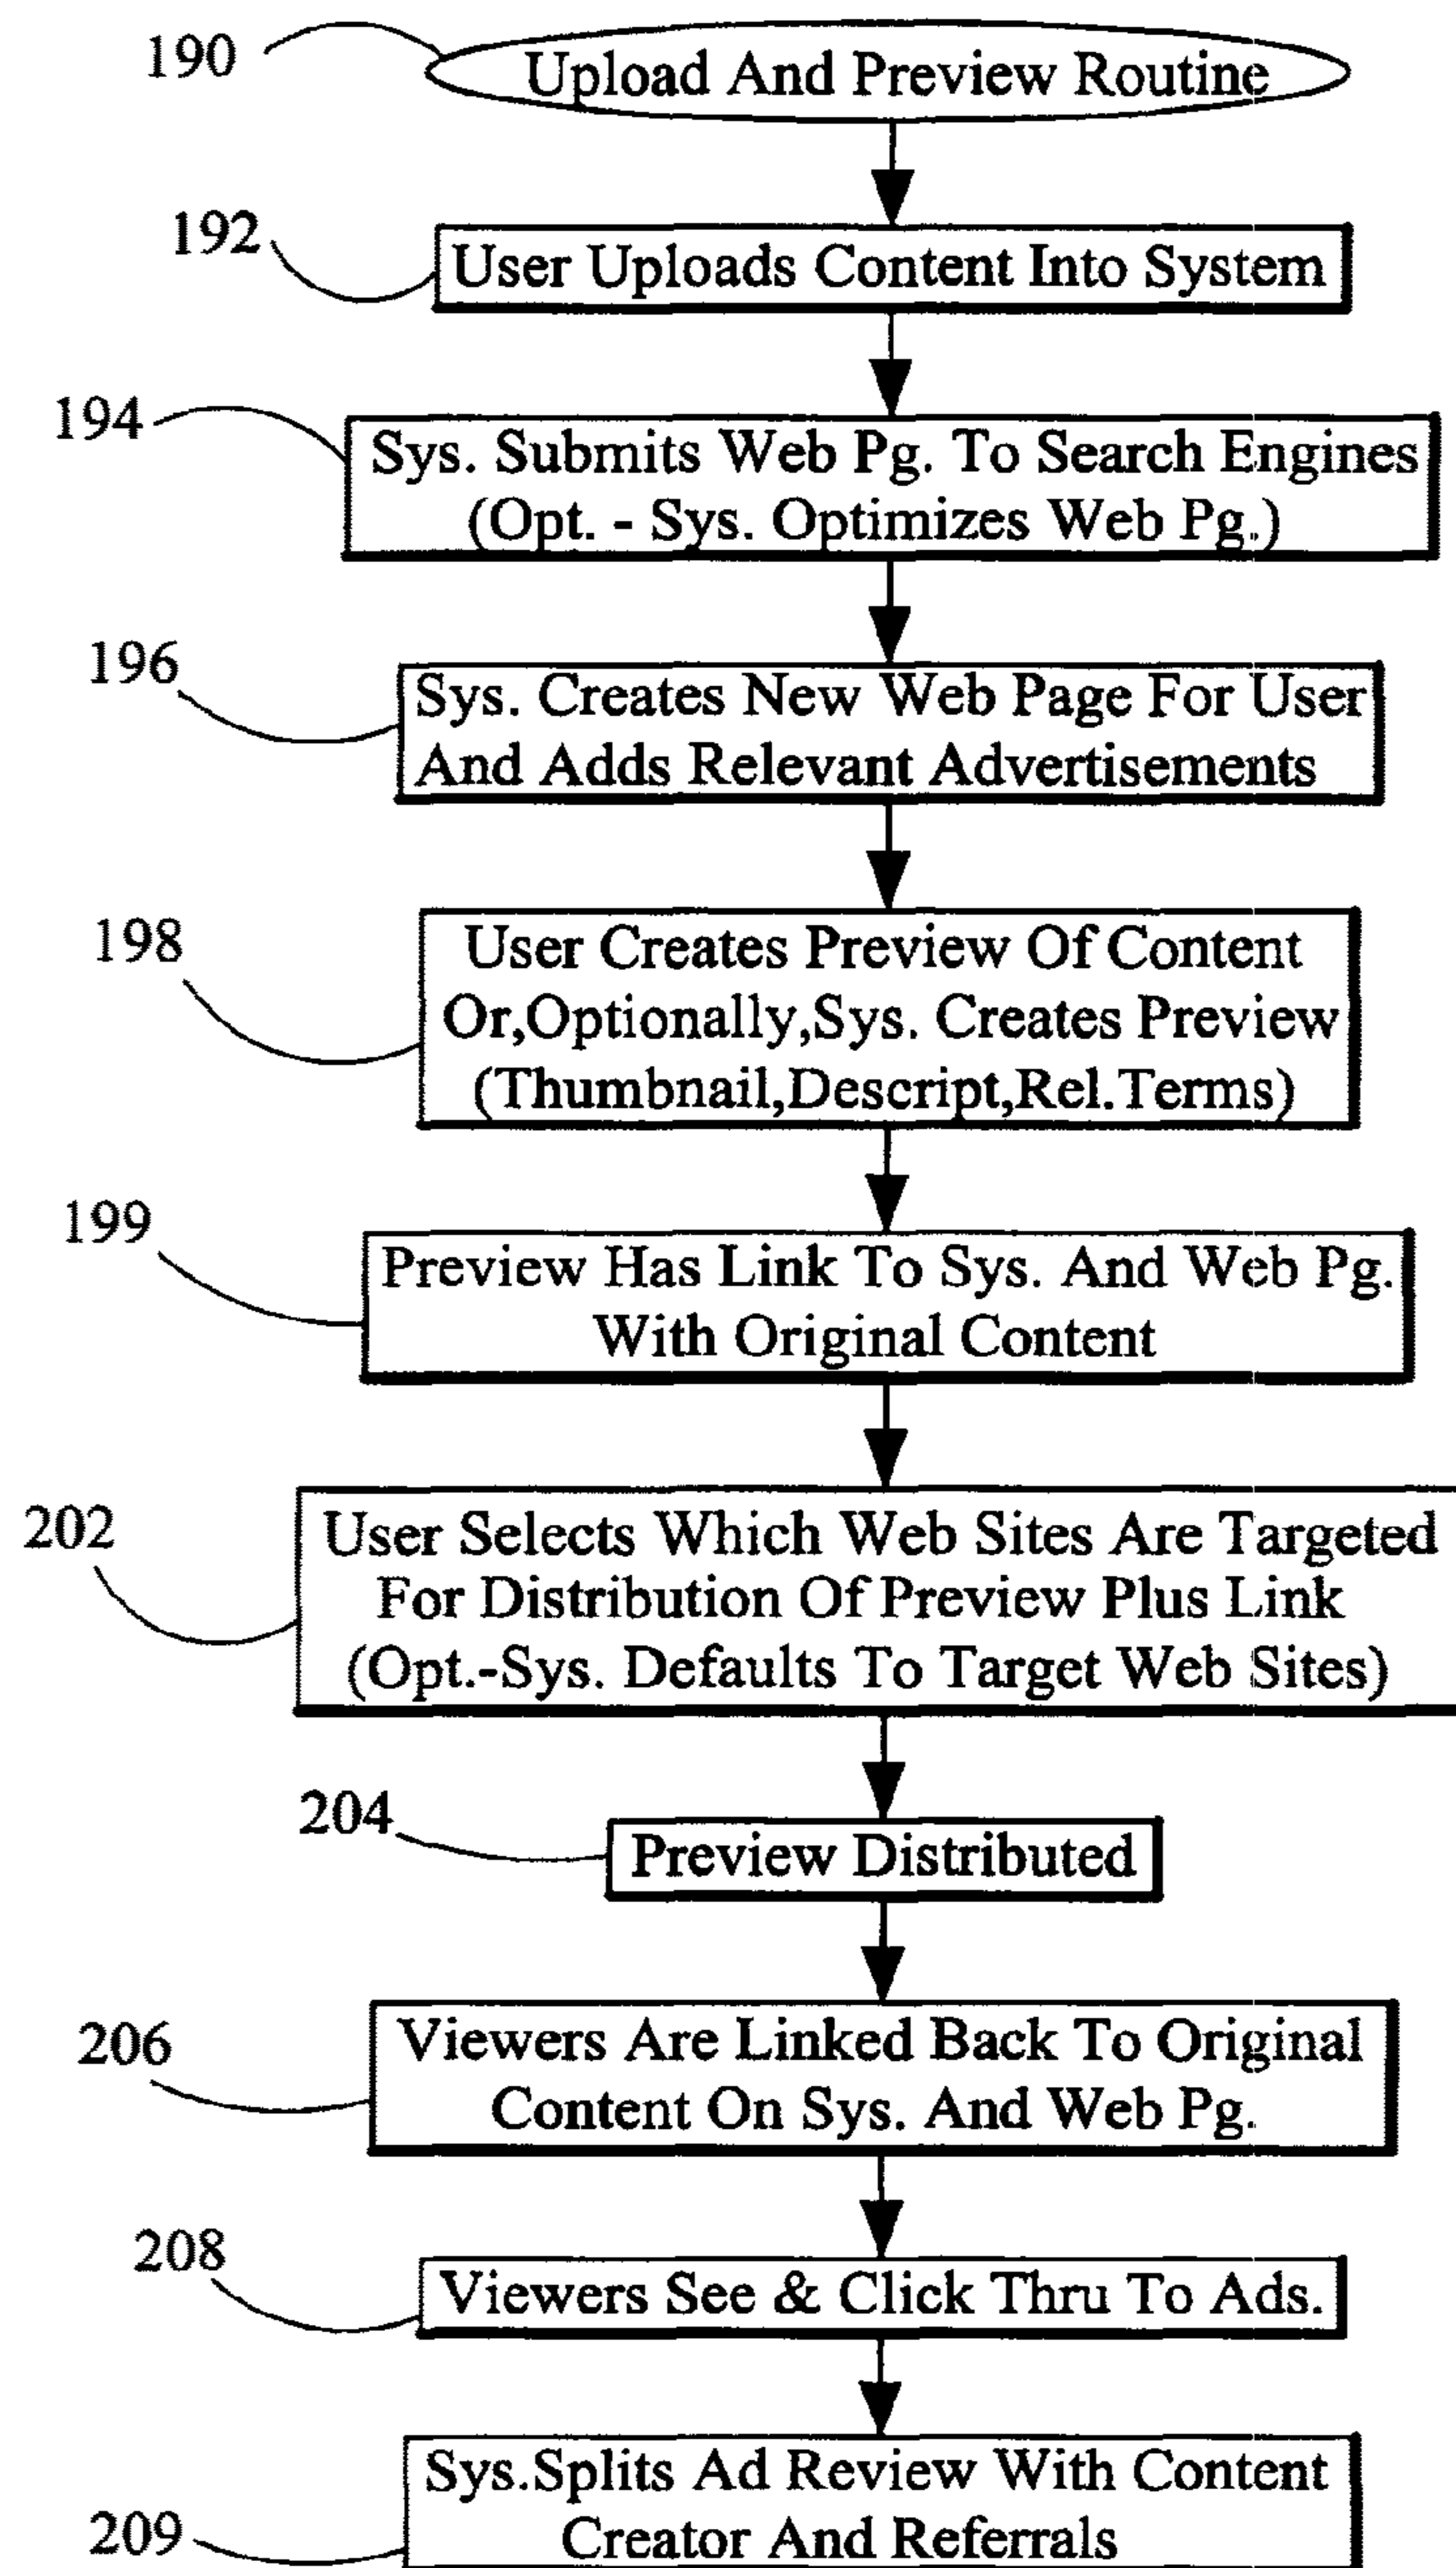 190
Upload And Preview Routine
192
User Uploads Content Into System
194
Sys. Submits Web Pg. To Search Engines
(Opt. - Sys. Optimizes Web Pg.)
196
Sys. Creates New Web Page For User
And Adds Relevant Advertisements
198
User Creates Preview Of Content
Or,Optionally,Sys. Creates Preview
(Thumbnail,Descript,Rel.Terms)
199
Preview Has Link To Sys. And Web Pg.
With Original Content
202
User Selects Which Web Sites Are Targeted
For Distribution Of Preview Plus Link
(Opt.-Sys. Defaults To Target Web Sites)
204
Preview Distributed
206
Viewers Are Linked Back To Original
Content On Sys. And Web Pg.
208
Viewers See & Click Thru To Ads.
209
Sys.Splits Ad Review With Content
Creator And Referrals